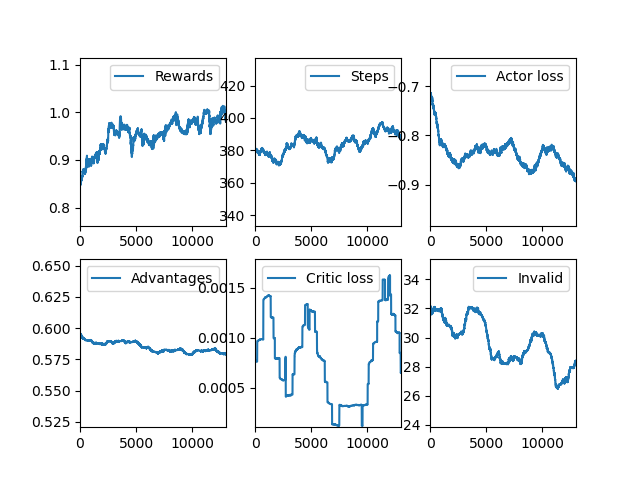 Rewards
1.1
1.0
0.9
0.8
0 5000 10000
Steps
420
400
380
360
340
0 5000 10000
Actor loss
−0.7
−0.8
−0.9
0 5000 10000
Advantages
0.650
0.625
0.600
0.575
0.550
0.525
0 5000 10000
Critic loss
0.0015
0.0010
0.0005
0 5000 10000
Invalid
34
32
30
28
26
24
0 5000 10000